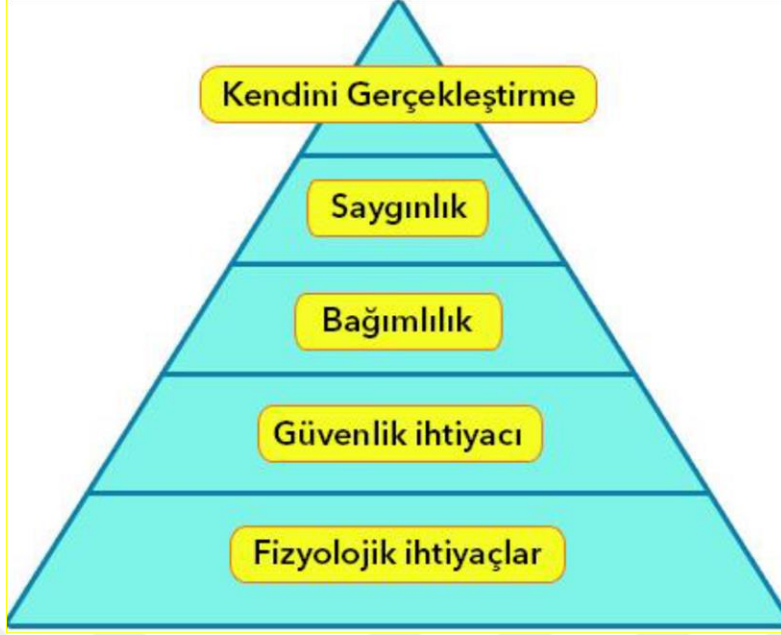 Kendini Gerçekleştirme
Saygınlık
Bağımlılık
Güvenlik ihtiyacı
Fizyolojik ihtiyaçlar